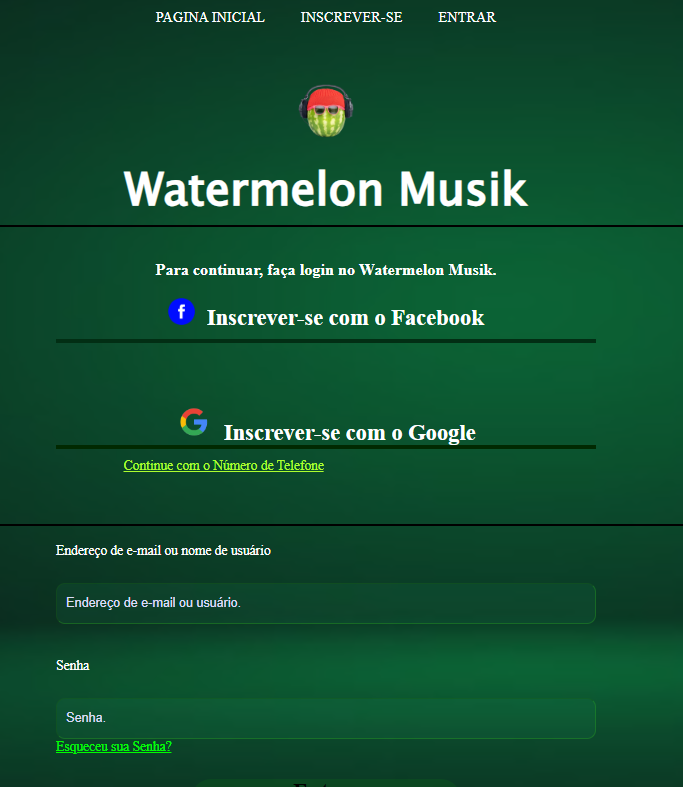 PAGINA INICIAL INSCREVER-SE ENTRAR
Watermelon Musik
Para continuar, faça login no Watermelon Musik.
Inscrever-se com o Facebook
Inscrever-se com o Google
Continue com o Número de Telefone
Endereço de e-mail ou nome de usuário
Endereço de e-mail ou usuário.
Senha
Senha.
Esqueceu sua Senha?